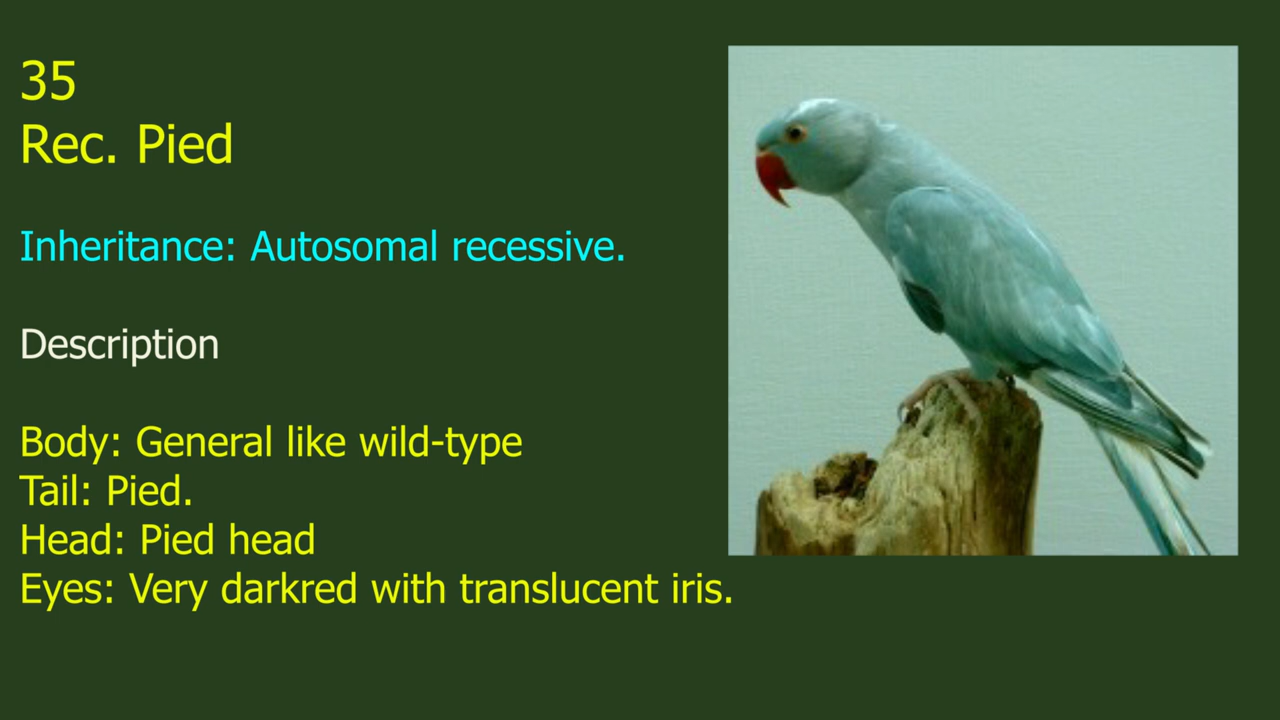 35
Rec. Pied
Inheritance: Autosomal recessive.
Description
Body: General like wild-type
Tail: Pied.
Head: Pied head
Eyes: Very darkred with translucent iris.